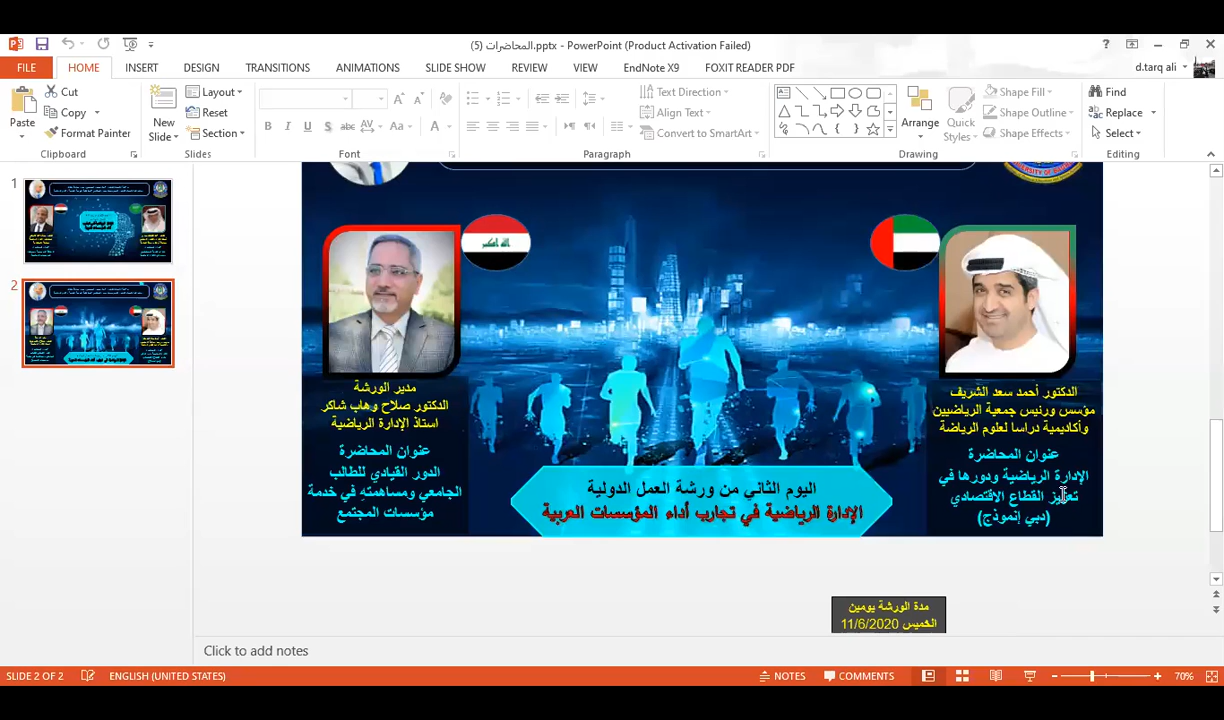 المحاضرات (5).pptx - PowerPoint (Product Activation Failed)
FILE
HOME
INSERT
DESIGN
TRANSITIONS
ANIMATIONS
SLIDE SHOW
REVIEW
VIEW
EndNote X9
FOXIT READER PDF
d.tarq ali
Paste
Cut
Copy
Format Painter
Clipboard
New Slide
Layout
Reset
Section
Slides
Font
Text Direction
Align Text
Convert to SmartArt
Paragraph
Arrange
Quick Styles
Shape Fill
Shape Outline
Shape Effects
Drawing
Find
Replace
Select
Editing
1
2
الدكتور أحمد سعد الشريف
مؤسس ورئيس جمعية الرياضيين
وأكاديمية دراسا لعلوم الرياضة
عنوان المحاضرة
الإدارة الرياضية ودورها في
تعزيز القطاع الاقتصادي
(دبي إنموذج)
مدير الورشة
الدكتور صلاح وهاب شاكر
استاذ الإدارة الرياضية
عنوان المحاضرة
الدور القيادي للطالب
الجامعي ومساهمته في خدمة
مؤسسات المجتمع
اليوم الثاني من ورشة العمل الدولية
الإدارة الرياضية في تجارب أداء المؤسسات العربية
مدة الورشة يومين
الخميس 11/6/2020
Click to add notes
SLIDE 2 OF 2
ENGLISH (UNITED STATES)
NOTES
COMMENTS
70%